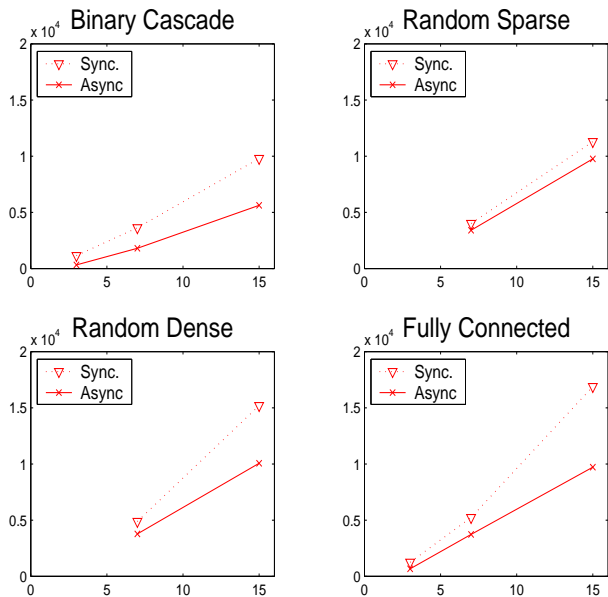 Binary Cascade
x 10^4
2
1.5
1
0.5
0
0 5 10 15
Sync.
Async
Random Sparse
x 10^4
2
1.5
1
0.5
0
0 5 10 15
Sync.
Async
Random Dense
x 10^4
2
1.5
1
0.5
0
0 5 10 15
Sync.
Async
Fully Connected
x 10^4
2
1.5
1
0.5
0
0 5 10 15
Sync.
Async